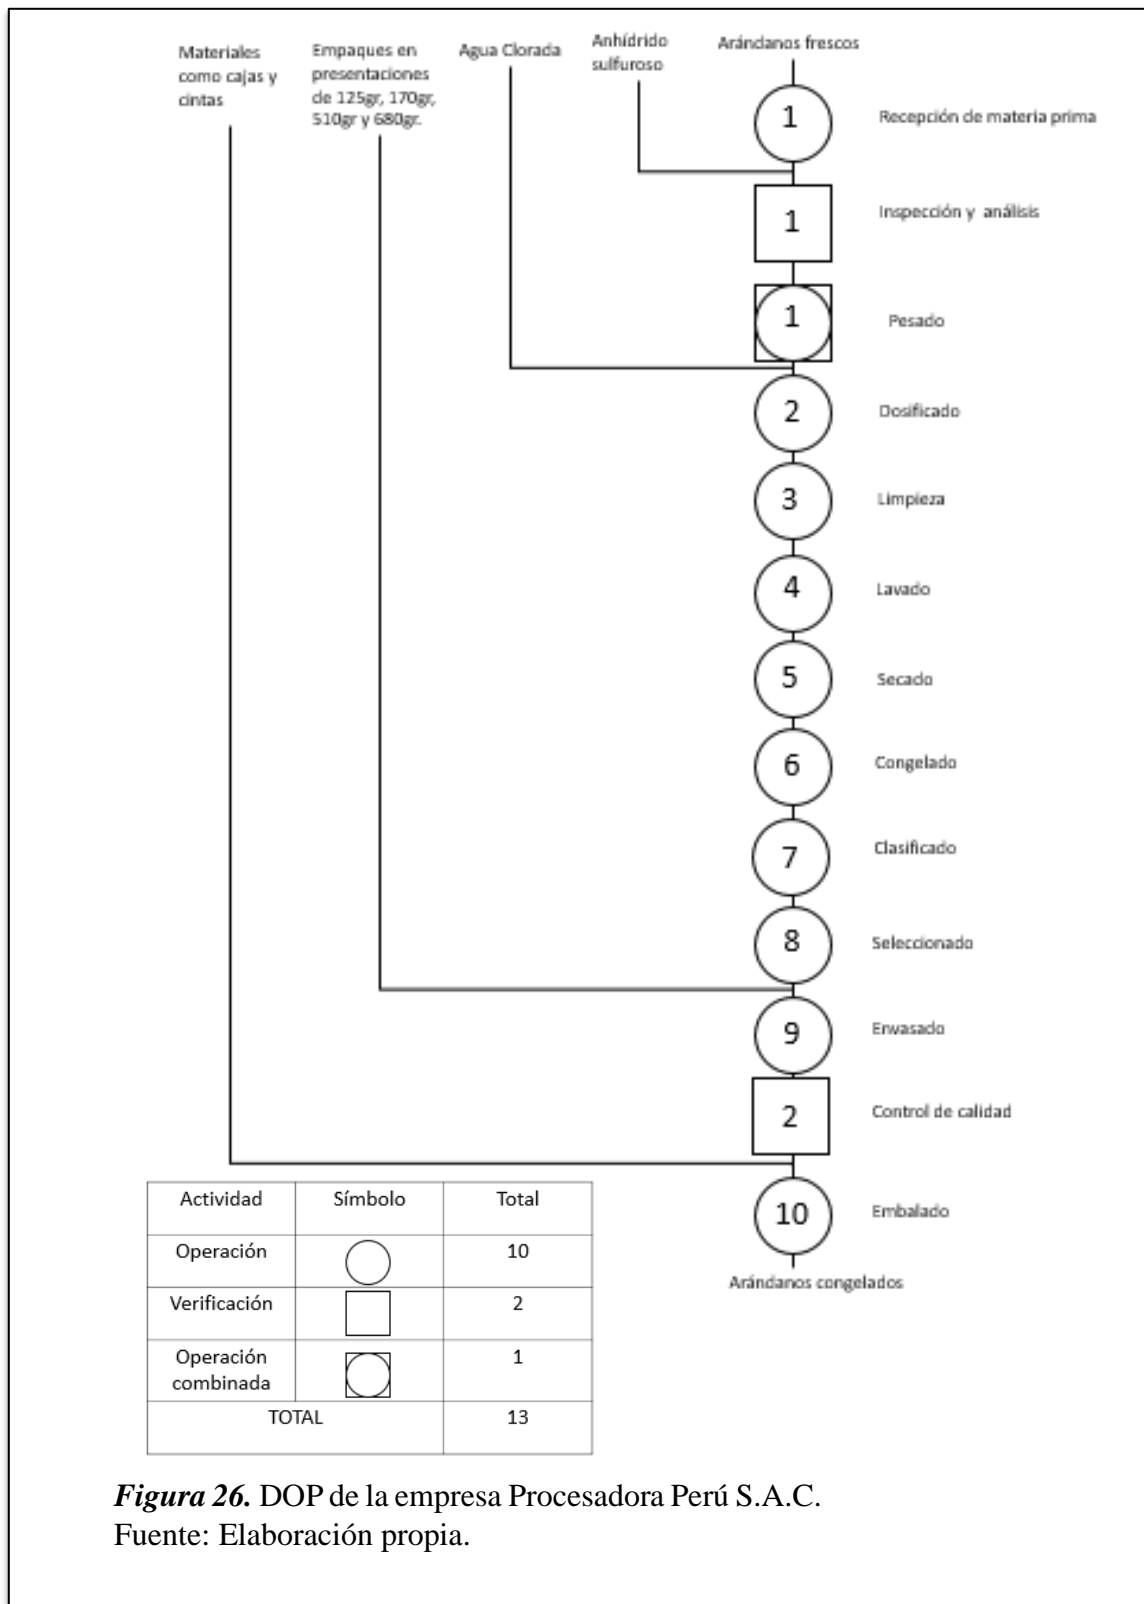 Materiales
como cajas y
cintas
Empaques en
presentaciones
de 125gr, 170gr,
510gr y 680gr.
Agua Clorada
Anhídrido
sulfuroso
Arándanos frescos
1
Recepción de materia prima
1
Inspección y análisis
1
Pesado
2
Dosificado
3
Limpieza
4
Lavado
5
Secado
6
Congelado
7
Clasificado
8
Seleccionado
9
Envasado
2
Control de calidad
10
Embalado
Arándanos congelados
Actividad Símbolo Total
Operación 10
Verificación 2
Operación
combinada 1
TOTAL 13
Figura 26. DOP de la empresa Procesadora Perú S.A.C.
Fuente: Elaboración propia.